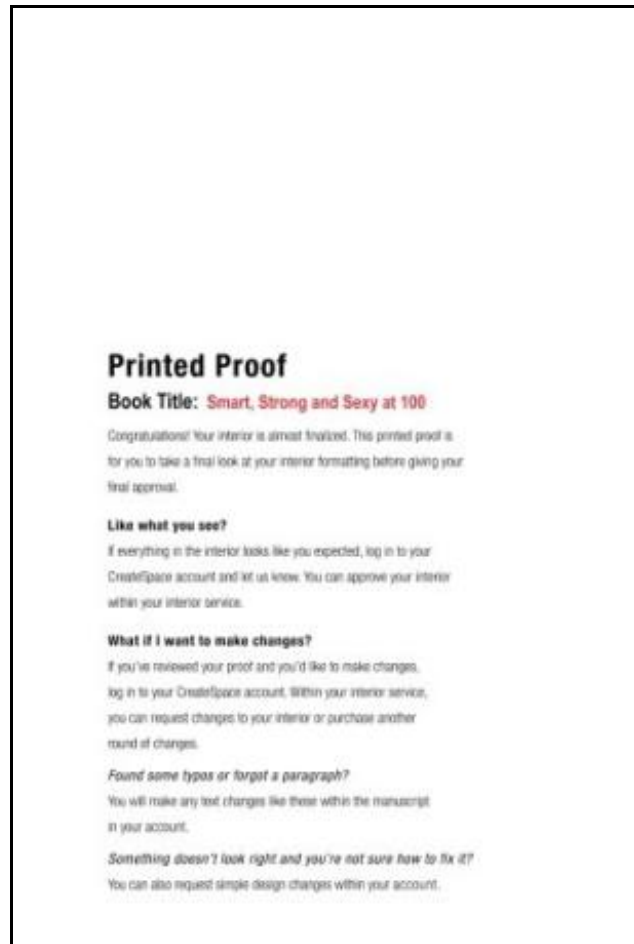 Printed Proof
Book Title: Smart, Strong and Sexy at 100
Congratulations! Your interior is almost finalized. This printed proof is
for you to take a final look at your interior formatting before giving your
final approval.
Like what you see?
If everything in the interior looks like you expected, log in to your
CreateSpace account and let us know. You can approve your interior
within your interior service.
What if I want to make changes?
If you've reviewed your proof and you'd like to make changes,
log in to your CreateSpace account. Within your interior service,
you can request changes to your interior or purchase another
round of changes.
Found some typos or forgot a paragraph?
You will make any text changes like these within the manuscript
in your account.
Something doesn't look right and you're not sure how to fix it?
You can also request simple design changes within your account.